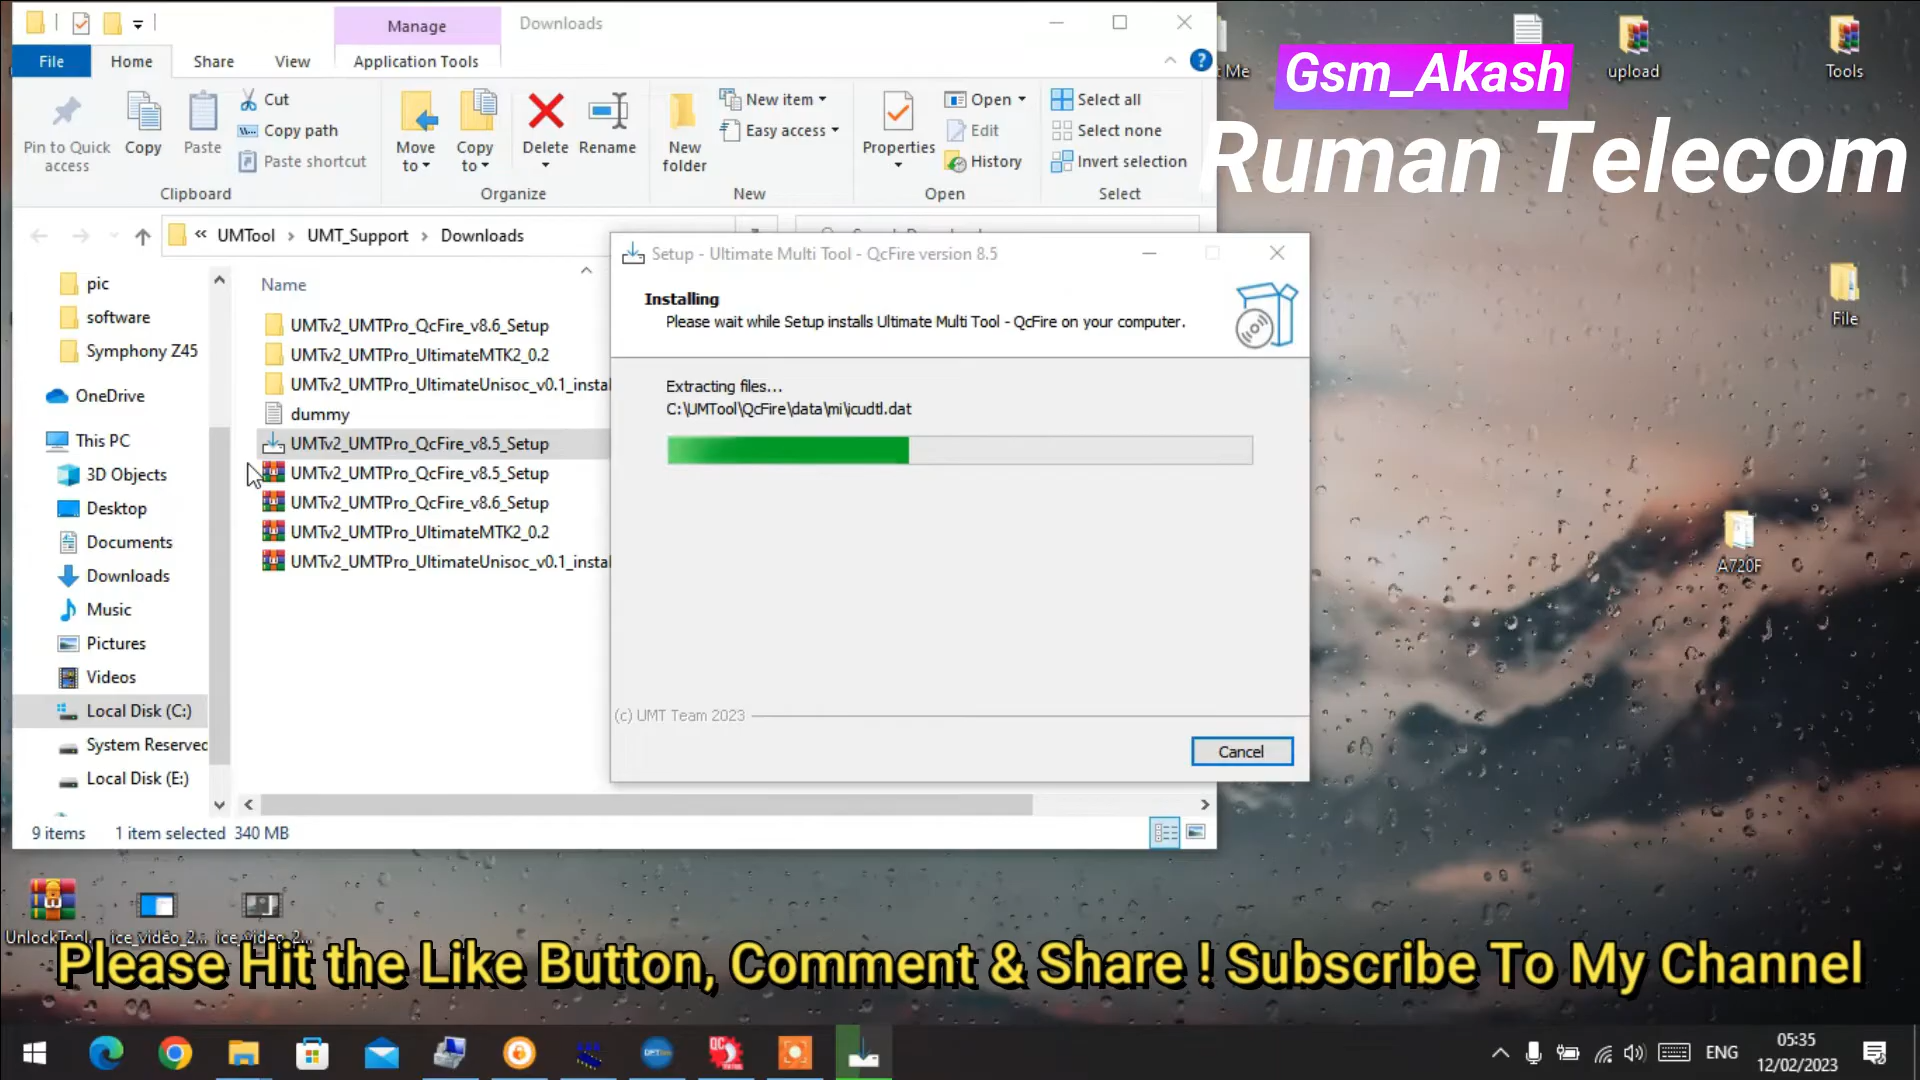 Manage
Downloads
File
Home
Share
View
Application Tools
Pin to Quick access
Copy
Paste
Cut
Copy path
Paste shortcut
Clipboard
Move to
Copy to
Delete
Rename
Organize
New folder
New item
Easy access
New
Properties
Open
Edit
History
Open
Select all
Select none
Invert selection
Select
« UMTool > UMT_Support > Downloads
pic
software
Symphony Z45
OneDrive
This PC
3D Objects
Desktop
Documents
Downloads
Music
Pictures
Videos
Local Disk (C:)
System Reserved
Local Disk (E:)
Name
UMTv2_UMTPro_QcFire_v8.6_Setup
UMTv2_UMTPro_UltimateMTK2_0.2
UMTv2_UMTPro_UltimateUnisoc_v0.1_instal
dummy
UMTv2_UMTPro_QcFire_v8.5_Setup
UMTv2_UMTPro_QcFire_v8.5_Setup
UMTv2_UMTPro_QcFire_v8.6_Setup
UMTv2_UMTPro_UltimateMTK2_0.2
UMTv2_UMTPro_UltimateUnisoc_v0.1_instal
9 items
1 item selected 340 MB
Setup - Ultimate Multi Tool - QcFire version 8.5
Installing
Please wait while Setup installs Ultimate Multi Tool - QcFire on your computer.
Extracting files...
C:\UMTool\QcFire\data\mi\icudtl.dat
(c) UMT Team 2023
Cancel
Me
Gsm_Akash
Ruman Telecom
upload
Tools
File
A720F
UnlockTool
ice_video_2...
ice_video_2...
Please Hit the Like Button, Comment & Share ! Subscribe To My Channel
ENG
05:35
12/02/2023